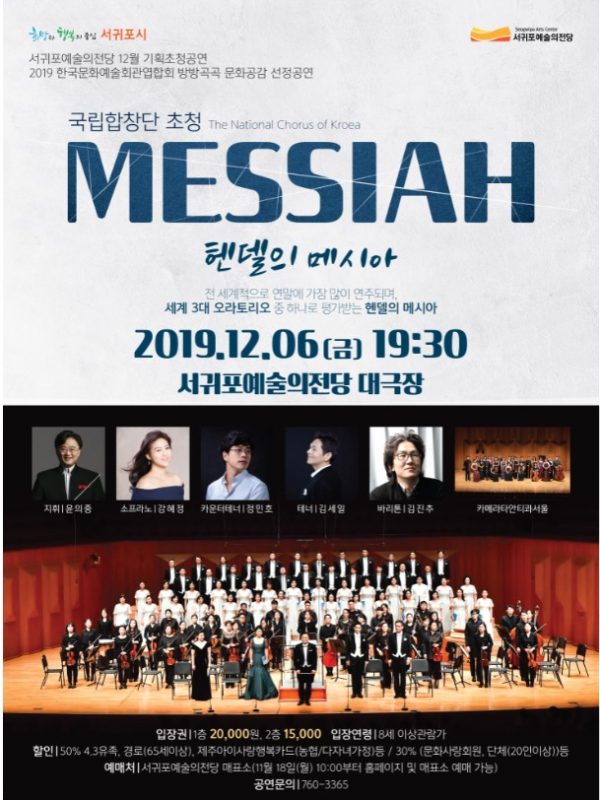 희망과 행복의 중심 서귀포시
Seogwipo Arts Center
서귀포예술의전당
서귀포예술의전당 12월 기획초청공연
2019 한국문화예술회관엽합회 방방곡곡 문화공감 선정공연
국립합창단 초청 The National Chorus of Kroea
MESSIAH
헨델의 메시아
전 세계적으로 연말에 가장 많이 연주되며,
세계 3대 오라토리오 중 하나로 평가받는 헨델의 메시아
2019.12.06(금) 19:30
서귀포예술의전당 대극장
지휘|윤의중
소프라노|강혜정
카운터테너|정민호
테너|김세일
바리톤|김진추
카메라타안티콰서울
입장권|1층 20,000원, 2층 15,000 입장연령|8세 이상관람가
할인|50% 4.3유족, 경로(65세이상), 제주아이사랑행복카드(농협/다자녀가정)등 / 30% (문화사랑회원, 단체(20인이상))등
예매처|서귀포예술의전당 매표소(11월 18일(월) 10:00부터 홈페이지 및 매표소 예매 가능)
공연문의|760-3365